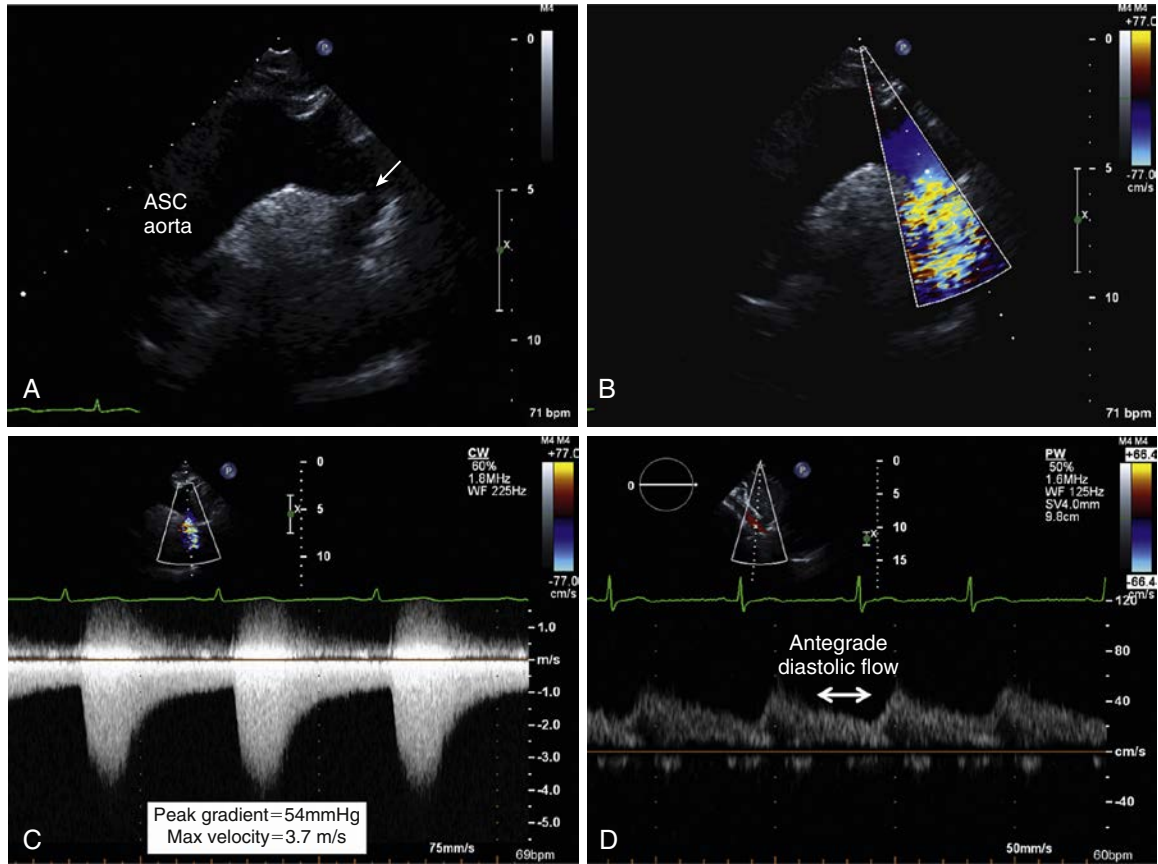 M4
0
P
ASC
aorta
5
X
10
A
71 bpm
M4 M4
+77.0
0
P
5
-77.0
cm/s
X
10
B
71 bpm
M4 M4
CW
60%
1.8MHz
WF 225Hz
+77.0
P
0
X
5
10
-77.0
cm/s
1.0
m/s
-1.0
-2.0
-3.0
-4.0
-5.0
Peak gradient=54mmHg
Max velocity=3.7 m/s
C
75mm/s
69bpm
M4 M4
PW
50%
1.6MHz
WF 125Hz
SV4.0mm
9.8cm
+66.4
0
P
0
5
10
X
15
-66.4
cm/s
120
Antegrade
diastolic flow
80
40
cm/s
-40
D
50mm/s
60bpm